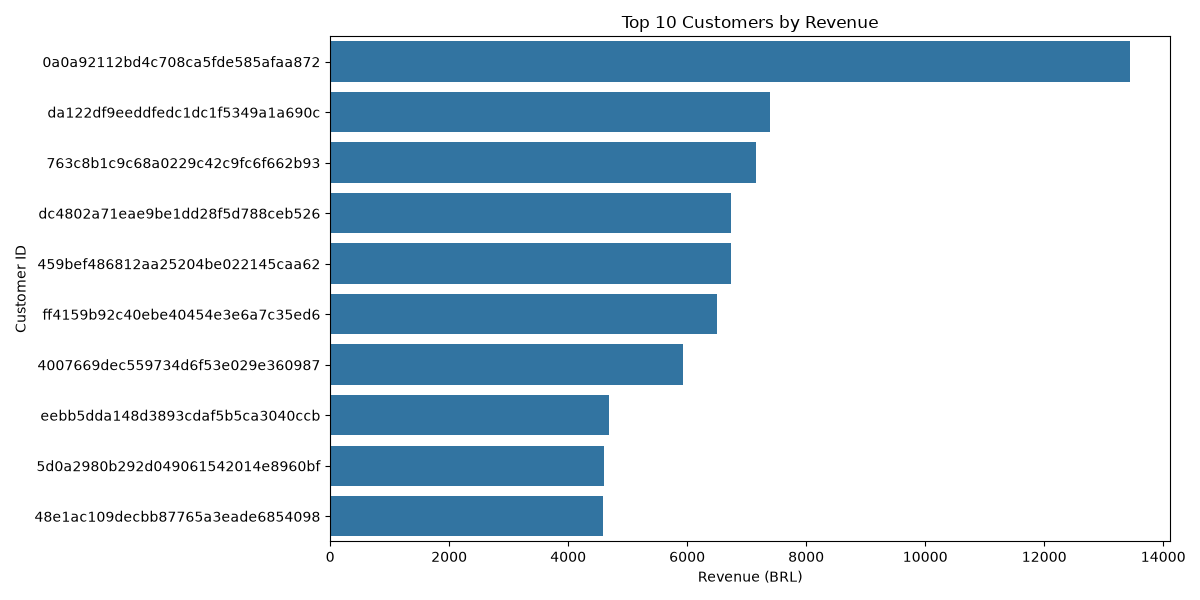 Top 10 Customers by Revenue
Customer ID
0a0a92112bd4c708ca5fde585afaa872
da122df9eeddfedc1dc1f5349a1a690c
763c8b1c9c68a0229c42c9fc6f662b93
dc4802a71eae9be1dd28f5d788ceb526
459bef486812aa25204be022145caa62
ff4159b92c40ebe40454e3e6a7c35ed6
4007669dec559734d6f53e029e360987
eebb5dda148d3893cdaf5b5ca3040ccb
5d0a2980b292d049061542014e8960bf
48e1ac109decbb87765a3eade6854098
0 2000 4000 6000 8000 10000 12000 14000
Revenue (BRL)